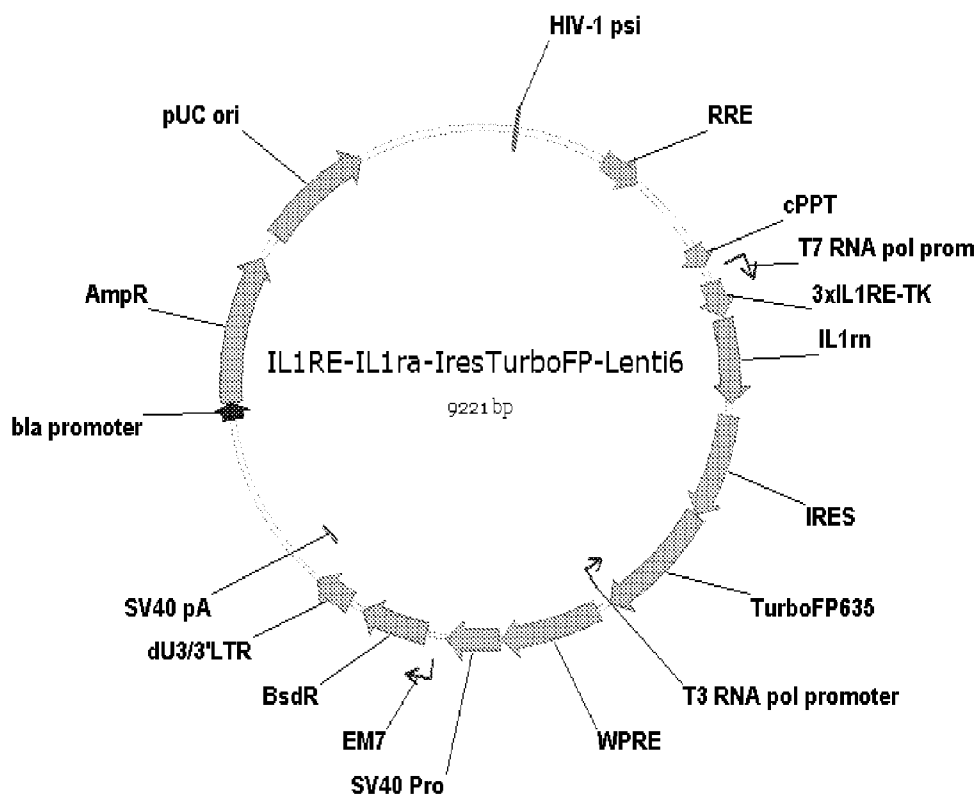 HIV-1 psi
pUC ori
RRE
cPPT
T7 RNA pol prom
AmpR
3xIL1RE-TK
IL1rn
IL1RE-IL1ra-IresTurboFP-Lenti6
9221 bp
bla promoter
IRES
SV40 pA
TurboFP635
dU3/3'LTR
BsdR
T3 RNA pol promoter
EM7
WPRE
SV40 Pro